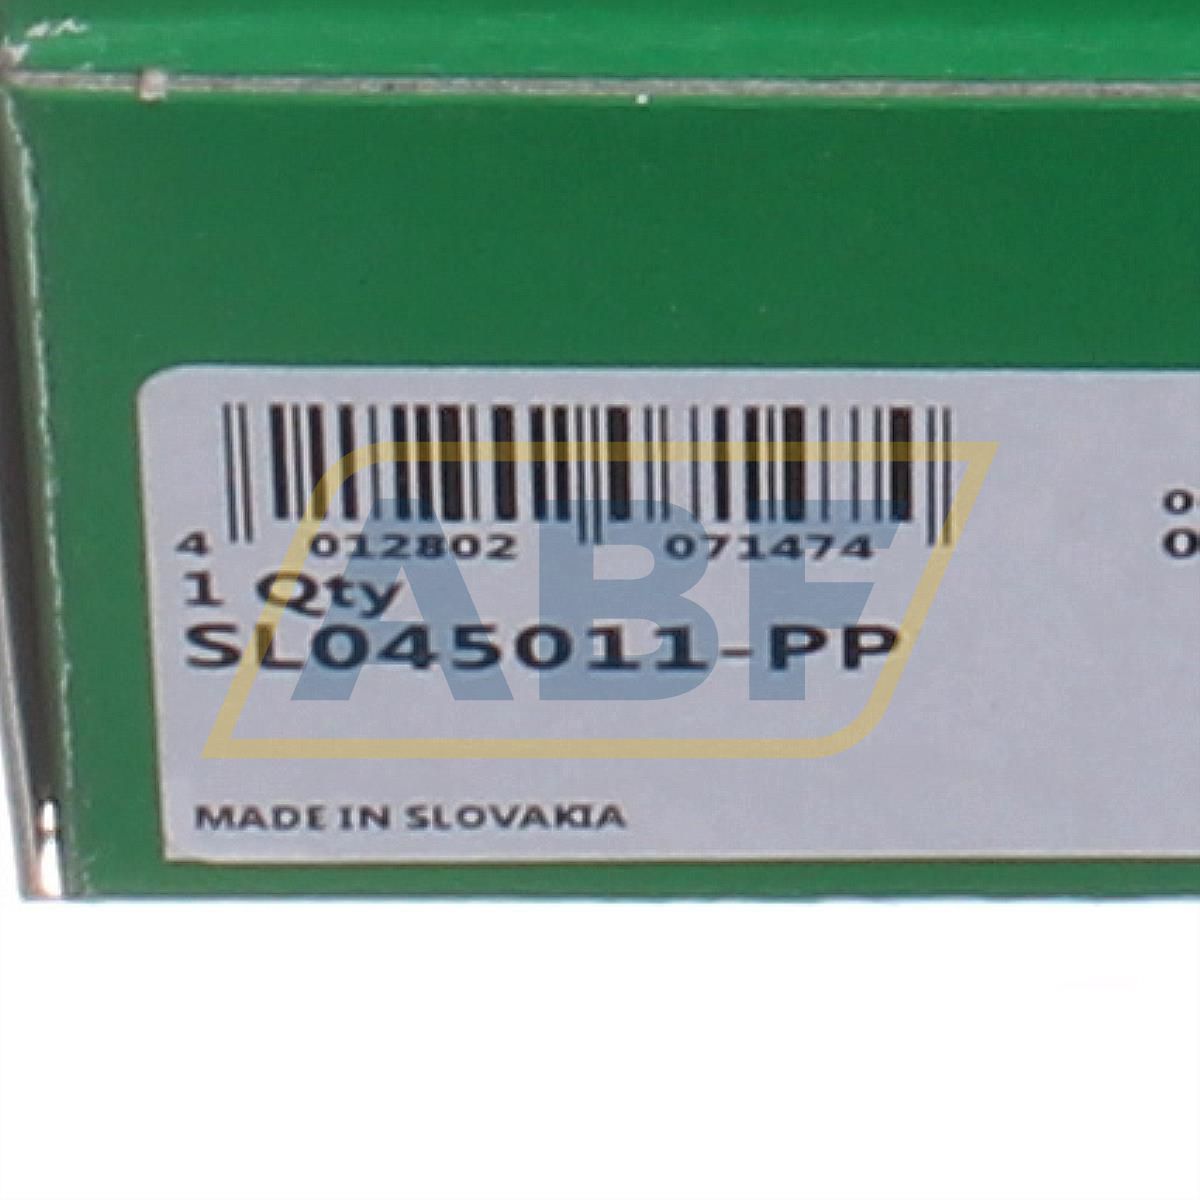 4 012802 071474
1 Qty
SL045011-PP
MADE IN SLOVAKIA
ABF